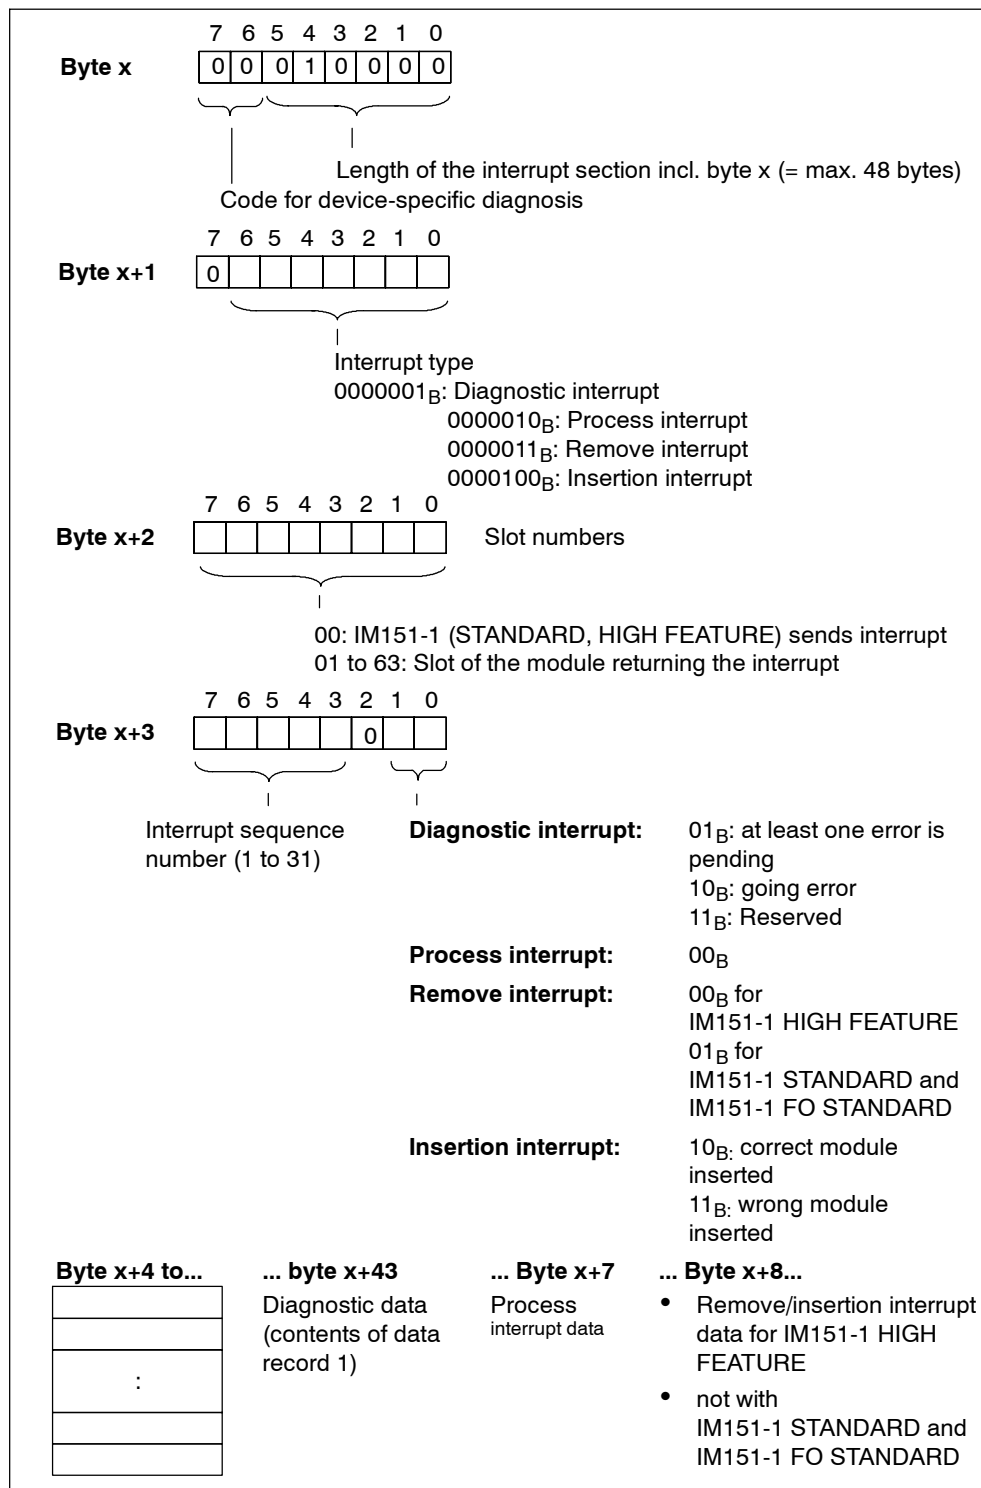 7 6 5 4 3 2 1 0
Byte x 0 0 0 1 0 0 0 0
Length of the interrupt section incl. byte x (= max. 48 bytes)
Code for device-specific diagnosis
7 6 5 4 3 2 1 0
Byte x+1 0
Interrupt type
0000001B: Diagnostic interrupt
0000010B: Process interrupt
0000011B: Remove interrupt
0000100B: Insertion interrupt
7 6 5 4 3 2 1 0
Byte x+2 Slot numbers
00: IM151-1 (STANDARD, HIGH FEATURE) sends interrupt
01 to 63: Slot of the module returning the interrupt
7 6 5 4 3 2 1 0
Byte x+3 0
Interrupt sequence
number (1 to 31)
Diagnostic interrupt: 01B: at least one error is
pending
10B: going error
11B: Reserved
Process interrupt: 00B
Remove interrupt: 00B for
IM151-1 HIGH FEATURE
01B for
IM151-1 STANDARD and
IM151-1 FO STANDARD
Insertion interrupt: 10B: correct module
inserted
11B: wrong module
inserted
Byte x+4 to... ... byte x+43 ... Byte x+7 ... Byte x+8...
:
Diagnostic data
(contents of data
record 1)
Process
interrupt data
• Remove/insertion interrupt
data for IM151-1 HIGH
FEATURE
• not with
IM151-1 STANDARD and
IM151-1 FO STANDARD